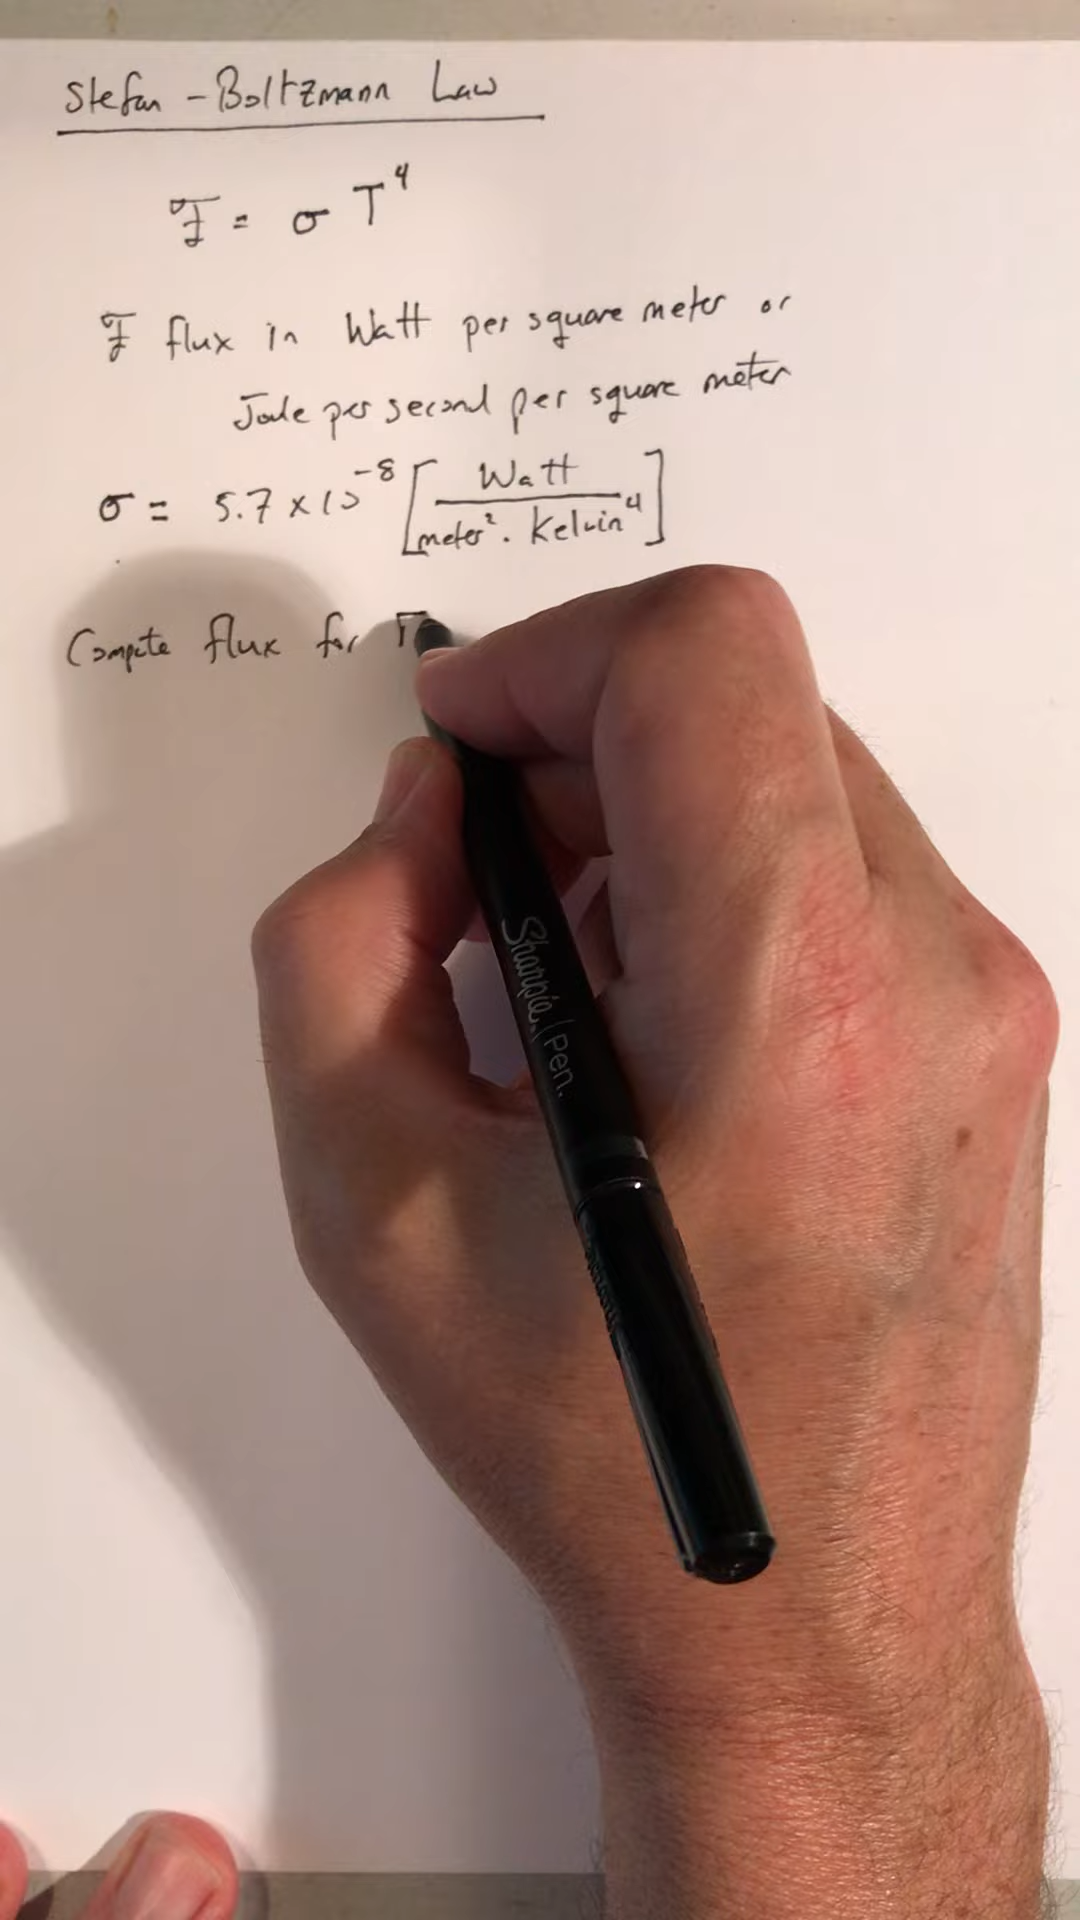 Stefan - Boltzmann Law
F = σ T⁴
F flux in Watt per square meter or
Joule per second per square meter
σ = 5.7 x 10⁻⁸ [Watt / meter² . Kelvin⁴]
Compute flux for T
Sharpie. | Pen.